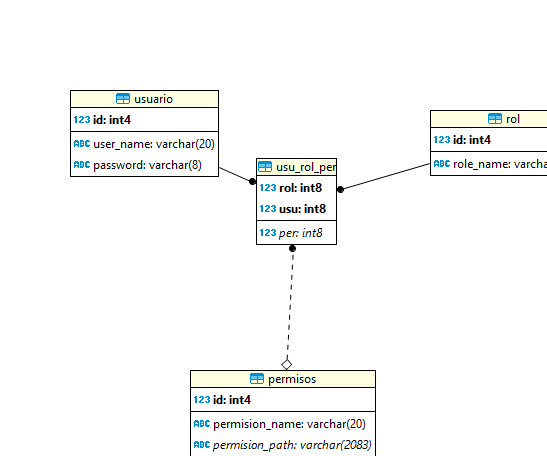 usuario
123 id: int4
ABC user_name: varchar(20)
ABC password: varchar(8)
rol
123 id: int4
ABC role_name: varcha
usu_rol_per
123 rol: int8
123 usu: int8
123 per: int8
permisos
123 id: int4
ABC permision_name: varchar(20)
ABC permision_path: varchar(2083)